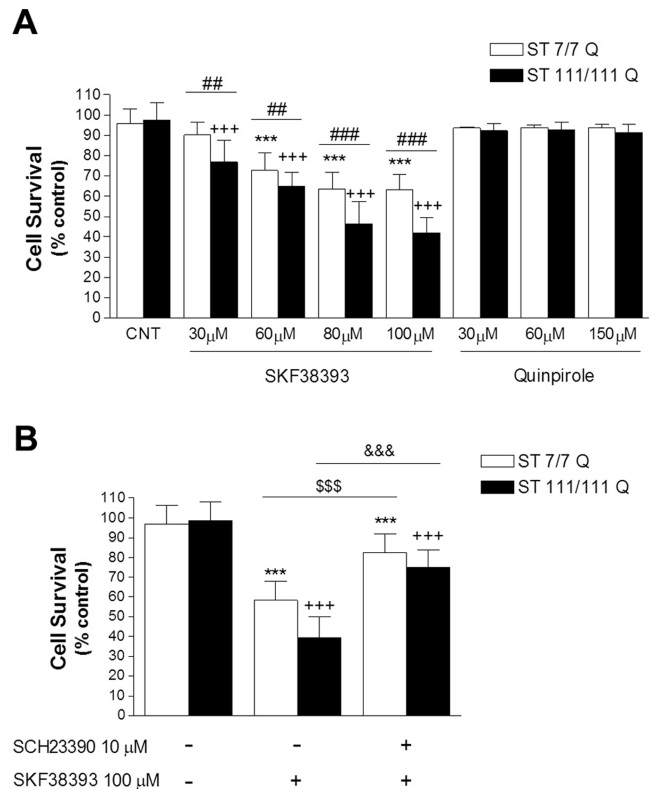 A
ST 7/7 Q
ST 111/111 Q
Cell Survival
(% control)
110
100
90
80
70
60
50
40
30
20
10
0
##
+++
##
***
+++
###
***
+++
###
***
+++
CNT
30µM 60µM 80µM 100µM 30µM 60µM 150µM
SKF38393 Quinpirole
B
ST 7/7 Q
ST 111/111 Q
&&&
$$$
Cell Survival
(% control)
110
100
90
80
70
60
50
40
30
20
10
0
***
+++
***
+++
SCH23390 10 µM - - +
SKF38393 100 µM - + +